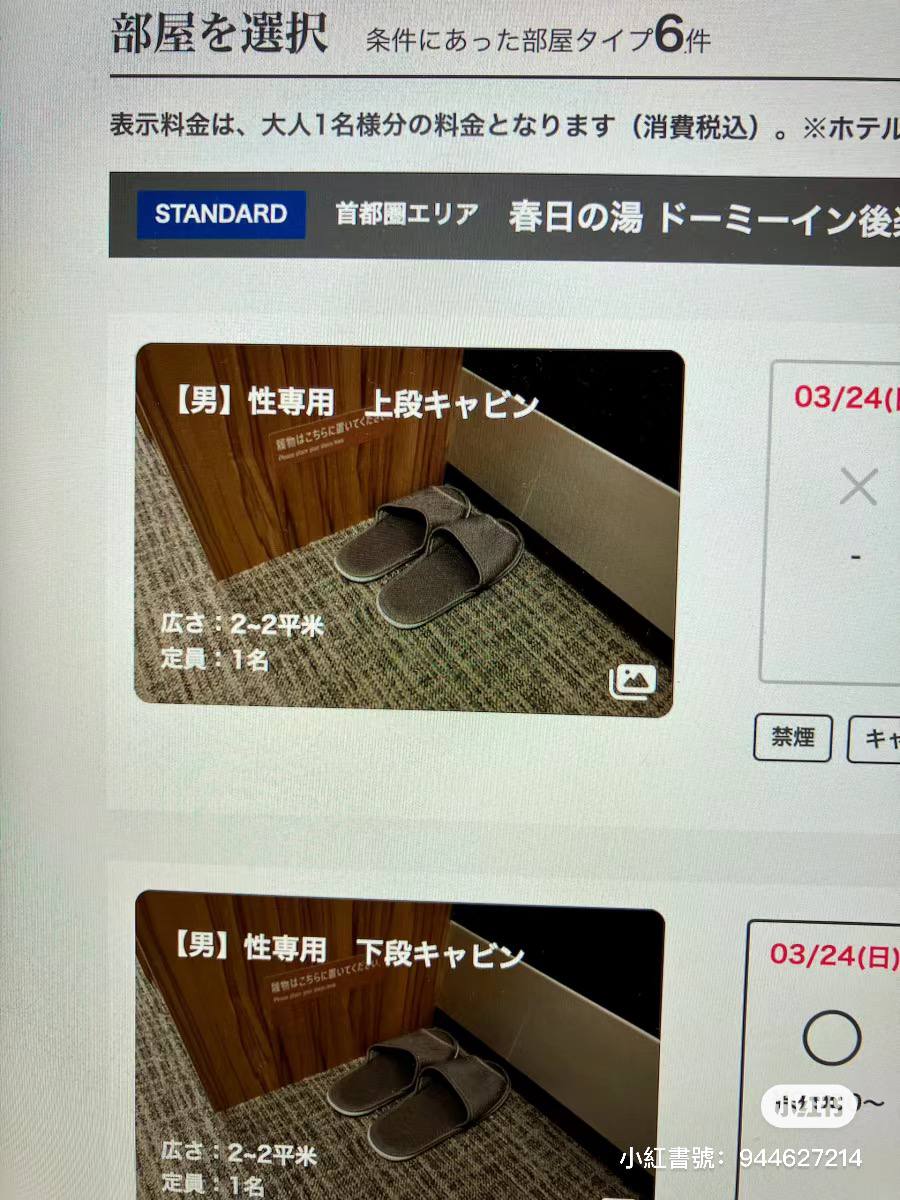 部屋を選択 条件にあった部屋タイプ6件
表示料金は、大人1名様分の料金となります（消費税込）。※ホテル
STANDARD 首都圏エリア 春日の湯 ドーミーイン後楽
【男】性専用 上段キャビン
履物はこちらに置いてください
Please place your shoes here
広さ：2~2平米
定員：1名
03/24(日
-
禁煙 キャ
【男】性専用 下段キャビン
履物はこちらに置いてください
Please place your shoes here
広さ：2~2平米
定員：1名
03/24(日)
小红书
小紅書號：944627214